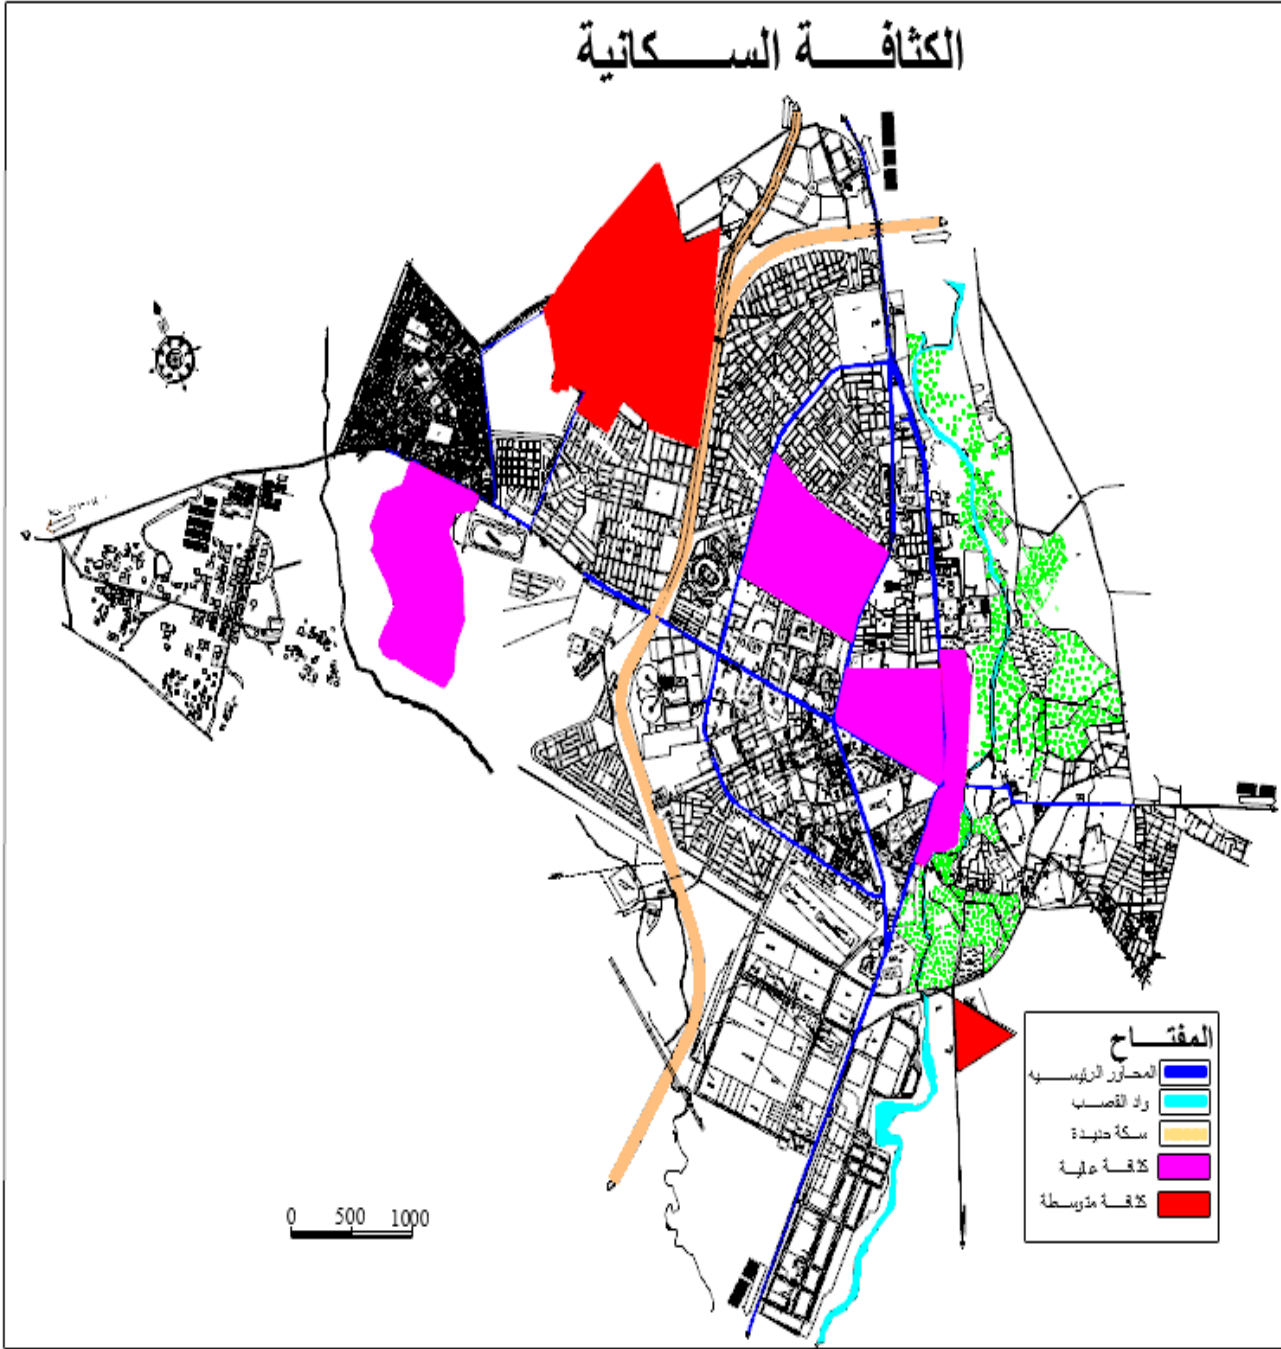 الكثافة السكانية
المفتاح
المحاور الرئيسيه
واد القصب
سكة حديدة
كثافة عالية
كثافة متوسطة
0 500 1000